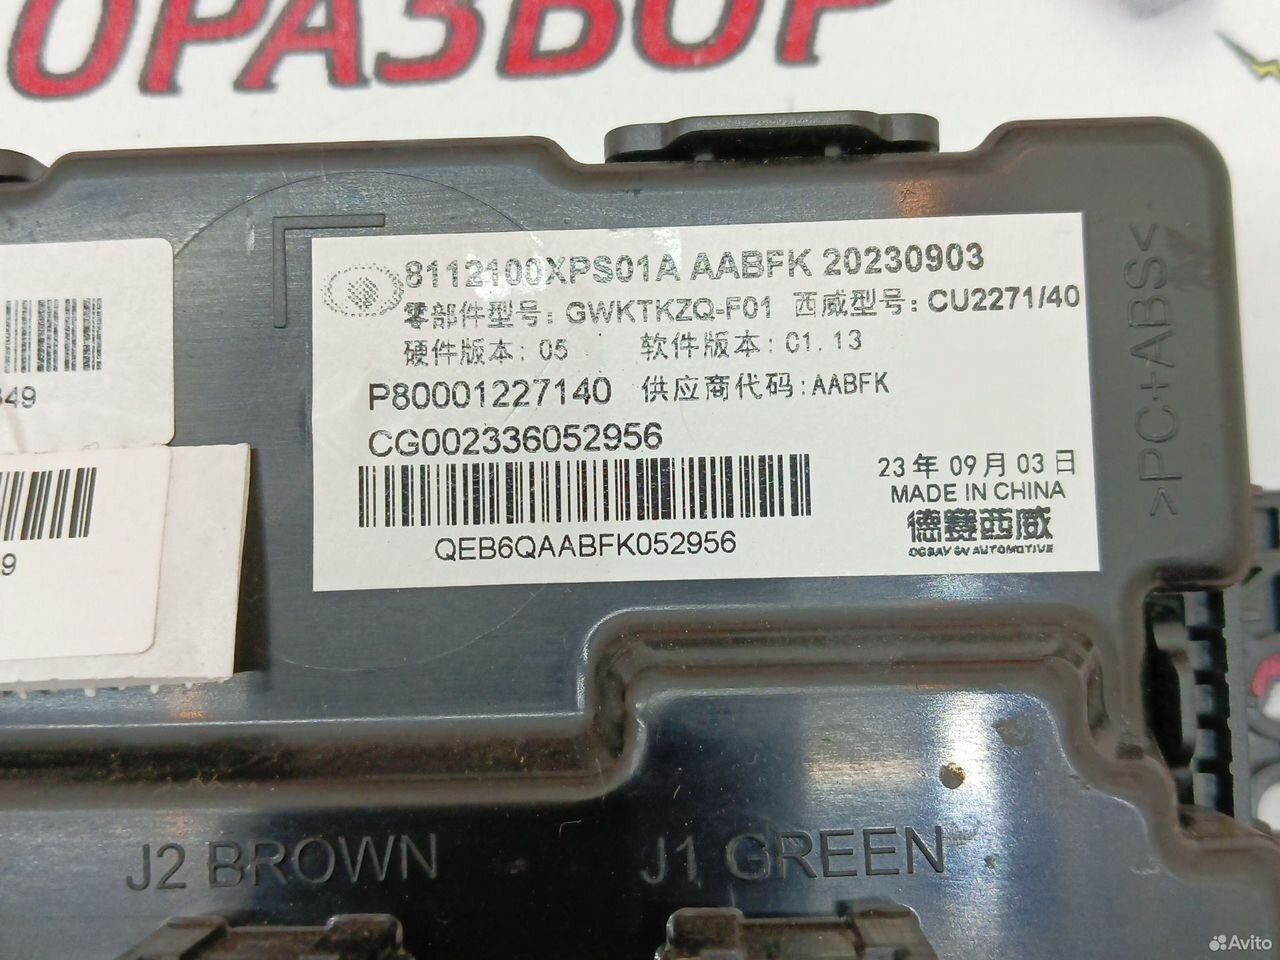 ОРАЗБОР
8112100XPS01A AABFK 20230903
零部件型号: GWKTKZQ-F01 西威型号: CU2271/40
硬件版本: 05 软件版本: 01.13
P80001227140 供应商代码: AABFK
CG002336052956
23年09月03日
MADE IN CHINA
德赛西威
QEB6QAABFK052956
349
9
>PC+ABS<
J2 BROWN J1 GREEN
Avito